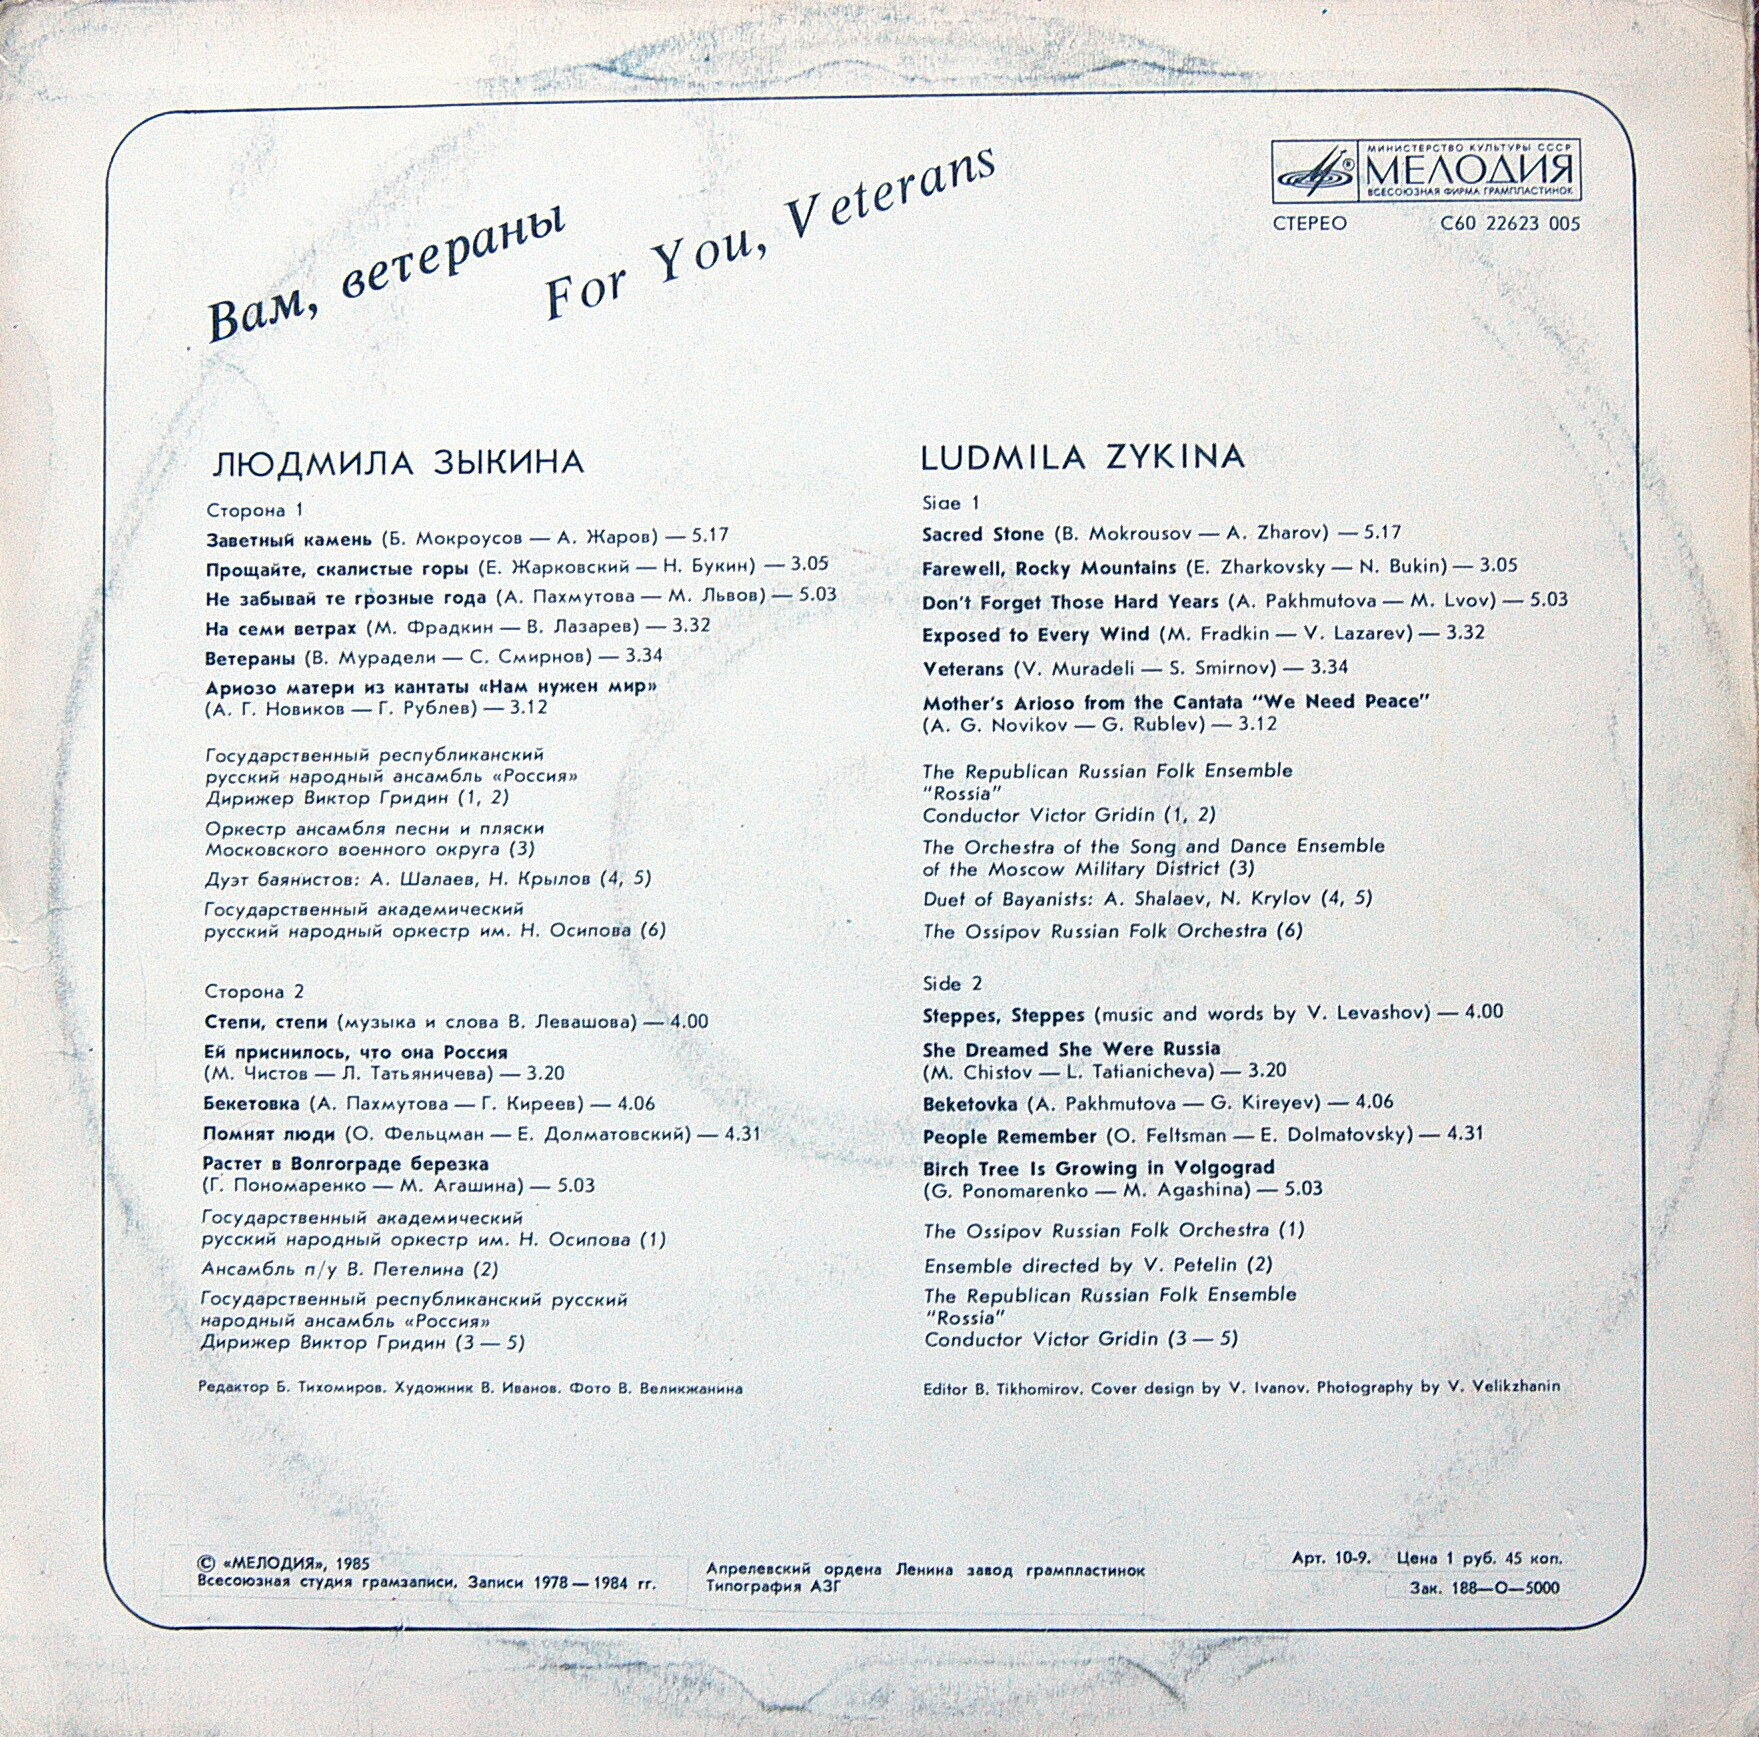 Вам, ветераны
For You, Veterans
МИНИСТЕРСТВО КУЛЬТУРЫ СССР
МЕЛОДИЯ
ВСЕСОЮЗНАЯ ФИРМА ГРАМПЛАСТИНОК
СТЕРЕО С60 22623 005
ЛЮДМИЛА ЗЫКИНА
Сторона 1
Заветный камень (Б. Мокроусов — А. Жаров) — 5.17
Прощайте, скалистые горы (Е. Жарковский — Н. Букин) — 3.05
Не забывай те грозные года (А. Пахмутова — М. Львов) — 5.03
На семи ветрах (М. Фрадкин — В. Лазарев) — 3.32
Ветераны (В. Мурадели — С. Смирнов) — 3.34
Ариозо матери из кантаты «Нам нужен мир»
(А. Г. Новиков — Г. Рублев) — 3.12
Государственный республиканский
русский народный ансамбль «Россия»
Дирижер Виктор Гридин (1, 2)
Оркестр ансамбля песни и пляски
Московского военного округа (3)
Дуэт баянистов: А. Шалаев, Н. Крылов (4, 5)
Государственный академический
русский народный оркестр им. Н. Осипова (6)
Сторона 2
Степи, степи (музыка и слова В. Левашова) — 4.00
Ей приснилось, что она Россия
(М. Чистов — Л. Татьяничева) — 3.20
Бекетовка (А. Пахмутова — Г. Киреев) — 4.06
Помнят люди (О. Фельцман — Е. Долматовский) — 4.31
Растет в Волгограде березка
(Г. Пономаренко — М. Агашина) — 5.03
Государственный академический
русский народный оркестр им. Н. Осипова (1)
Ансамбль п/у В. Петелина (2)
Государственный республиканский русский
народный ансамбль «Россия»
Дирижер Виктор Гридин (3 — 5)
Редактор Б. Тихомиров. Художник В. Иванов. Фото В. Великжанина
LUDMILA ZYKINA
Side 1
Sacred Stone (B. Mokrousov — A. Zharov) — 5.17
Farewell, Rocky Mountains (E. Zharkovsky — N. Bukin) — 3.05
Don't Forget Those Hard Years (A. Pakhmutova — M. Lvov) — 5.03
Exposed to Every Wind (M. Fradkin — V. Lazarev) — 3.32
Veterans (V. Muradeli — S. Smirnov) — 3.34
Mother's Arioso from the Cantata "We Need Peace"
(A. G. Novikov — G. Rublev) — 3.12
The Republican Russian Folk Ensemble
"Rossia"
Conductor Victor Gridin (1, 2)
The Orchestra of the Song and Dance Ensemble
of the Moscow Military District (3)
Duet of Bayanists: A. Shalaev, N. Krylov (4, 5)
The Ossipov Russian Folk Orchestra (6)
Side 2
Steppes, Steppes (music and words by V. Levashov) — 4.00
She Dreamed She Were Russia
(M. Chistov — L. Tatianicheva) — 3.20
Beketovka (A. Pakhmutova — G. Kireyev) — 4.06
People Remember (O. Feltsman — E. Dolmatovsky) — 4.31
Birch Tree Is Growing in Volgograd
(G. Ponomarenko — M. Agashina) — 5.03
The Ossipov Russian Folk Orchestra (1)
Ensemble directed by V. Petelin (2)
The Republican Russian Folk Ensemble
"Rossia"
Conductor Victor Gridin (3 — 5)
Editor B. Tikhomirov. Cover design by V. Ivanov. Photography by V. Velikzhanin
© «МЕЛОДИЯ», 1985
Всесоюзная студия грамзаписи. Записи 1978 — 1984 гг.
Апрелевский ордена Ленина завод грампластинок
Типография АЗГ
Арт. 10-9. Цена 1 руб. 45 коп.
Зак. 188—О—5000